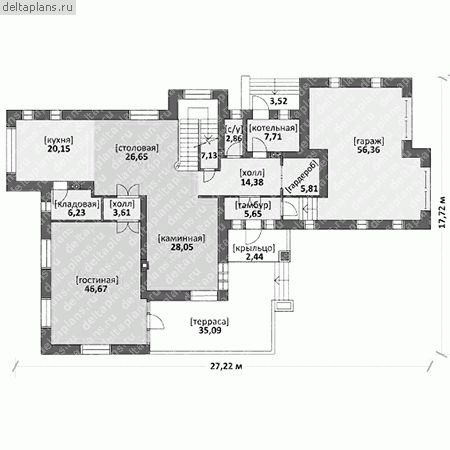 deltaplans.ru
3,52
[кухня]
20,15
[столовая]
26,65
7,13
[с/у]
2,86
[котельная]
7,71
[гараж]
56,36
[холл]
14,38
[гардероб]
5,81
[кладовая]
6,23
[холл]
3,61
[тамбур]
5,65
[каминная]
28,05
[крыльцо]
2,44
[гостиная]
46,67
[терраса]
35,09
17,72 м
27,22 м